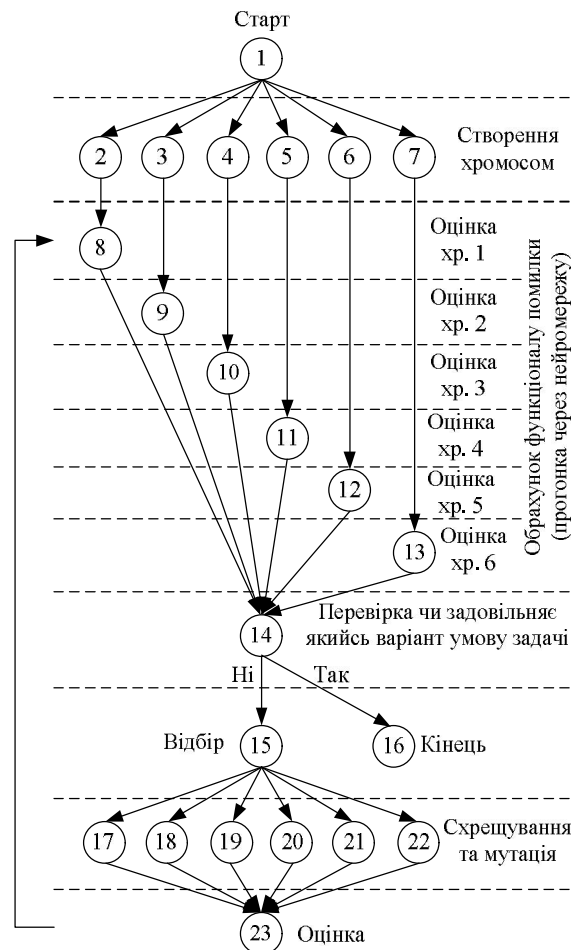 Старт
1
2 3 4 5 6 7
Створення
хромосом
8
Оцінка
хр. 1
9
Оцінка
хр. 2
10
Оцінка
хр. 3
11
Оцінка
хр. 4
12
Оцінка
хр. 5
13
Оцінка
хр. 6
Обрахунок функціоналу помилки
(прогонка через нейромережу)
14
Перевірка чи задовільняє
якийсь варіант умову задачі
Ні
Так
Відбір
15
16
Кінець
17 18 19 20 21 22
Схрещування
та мутація
23
Оцінка